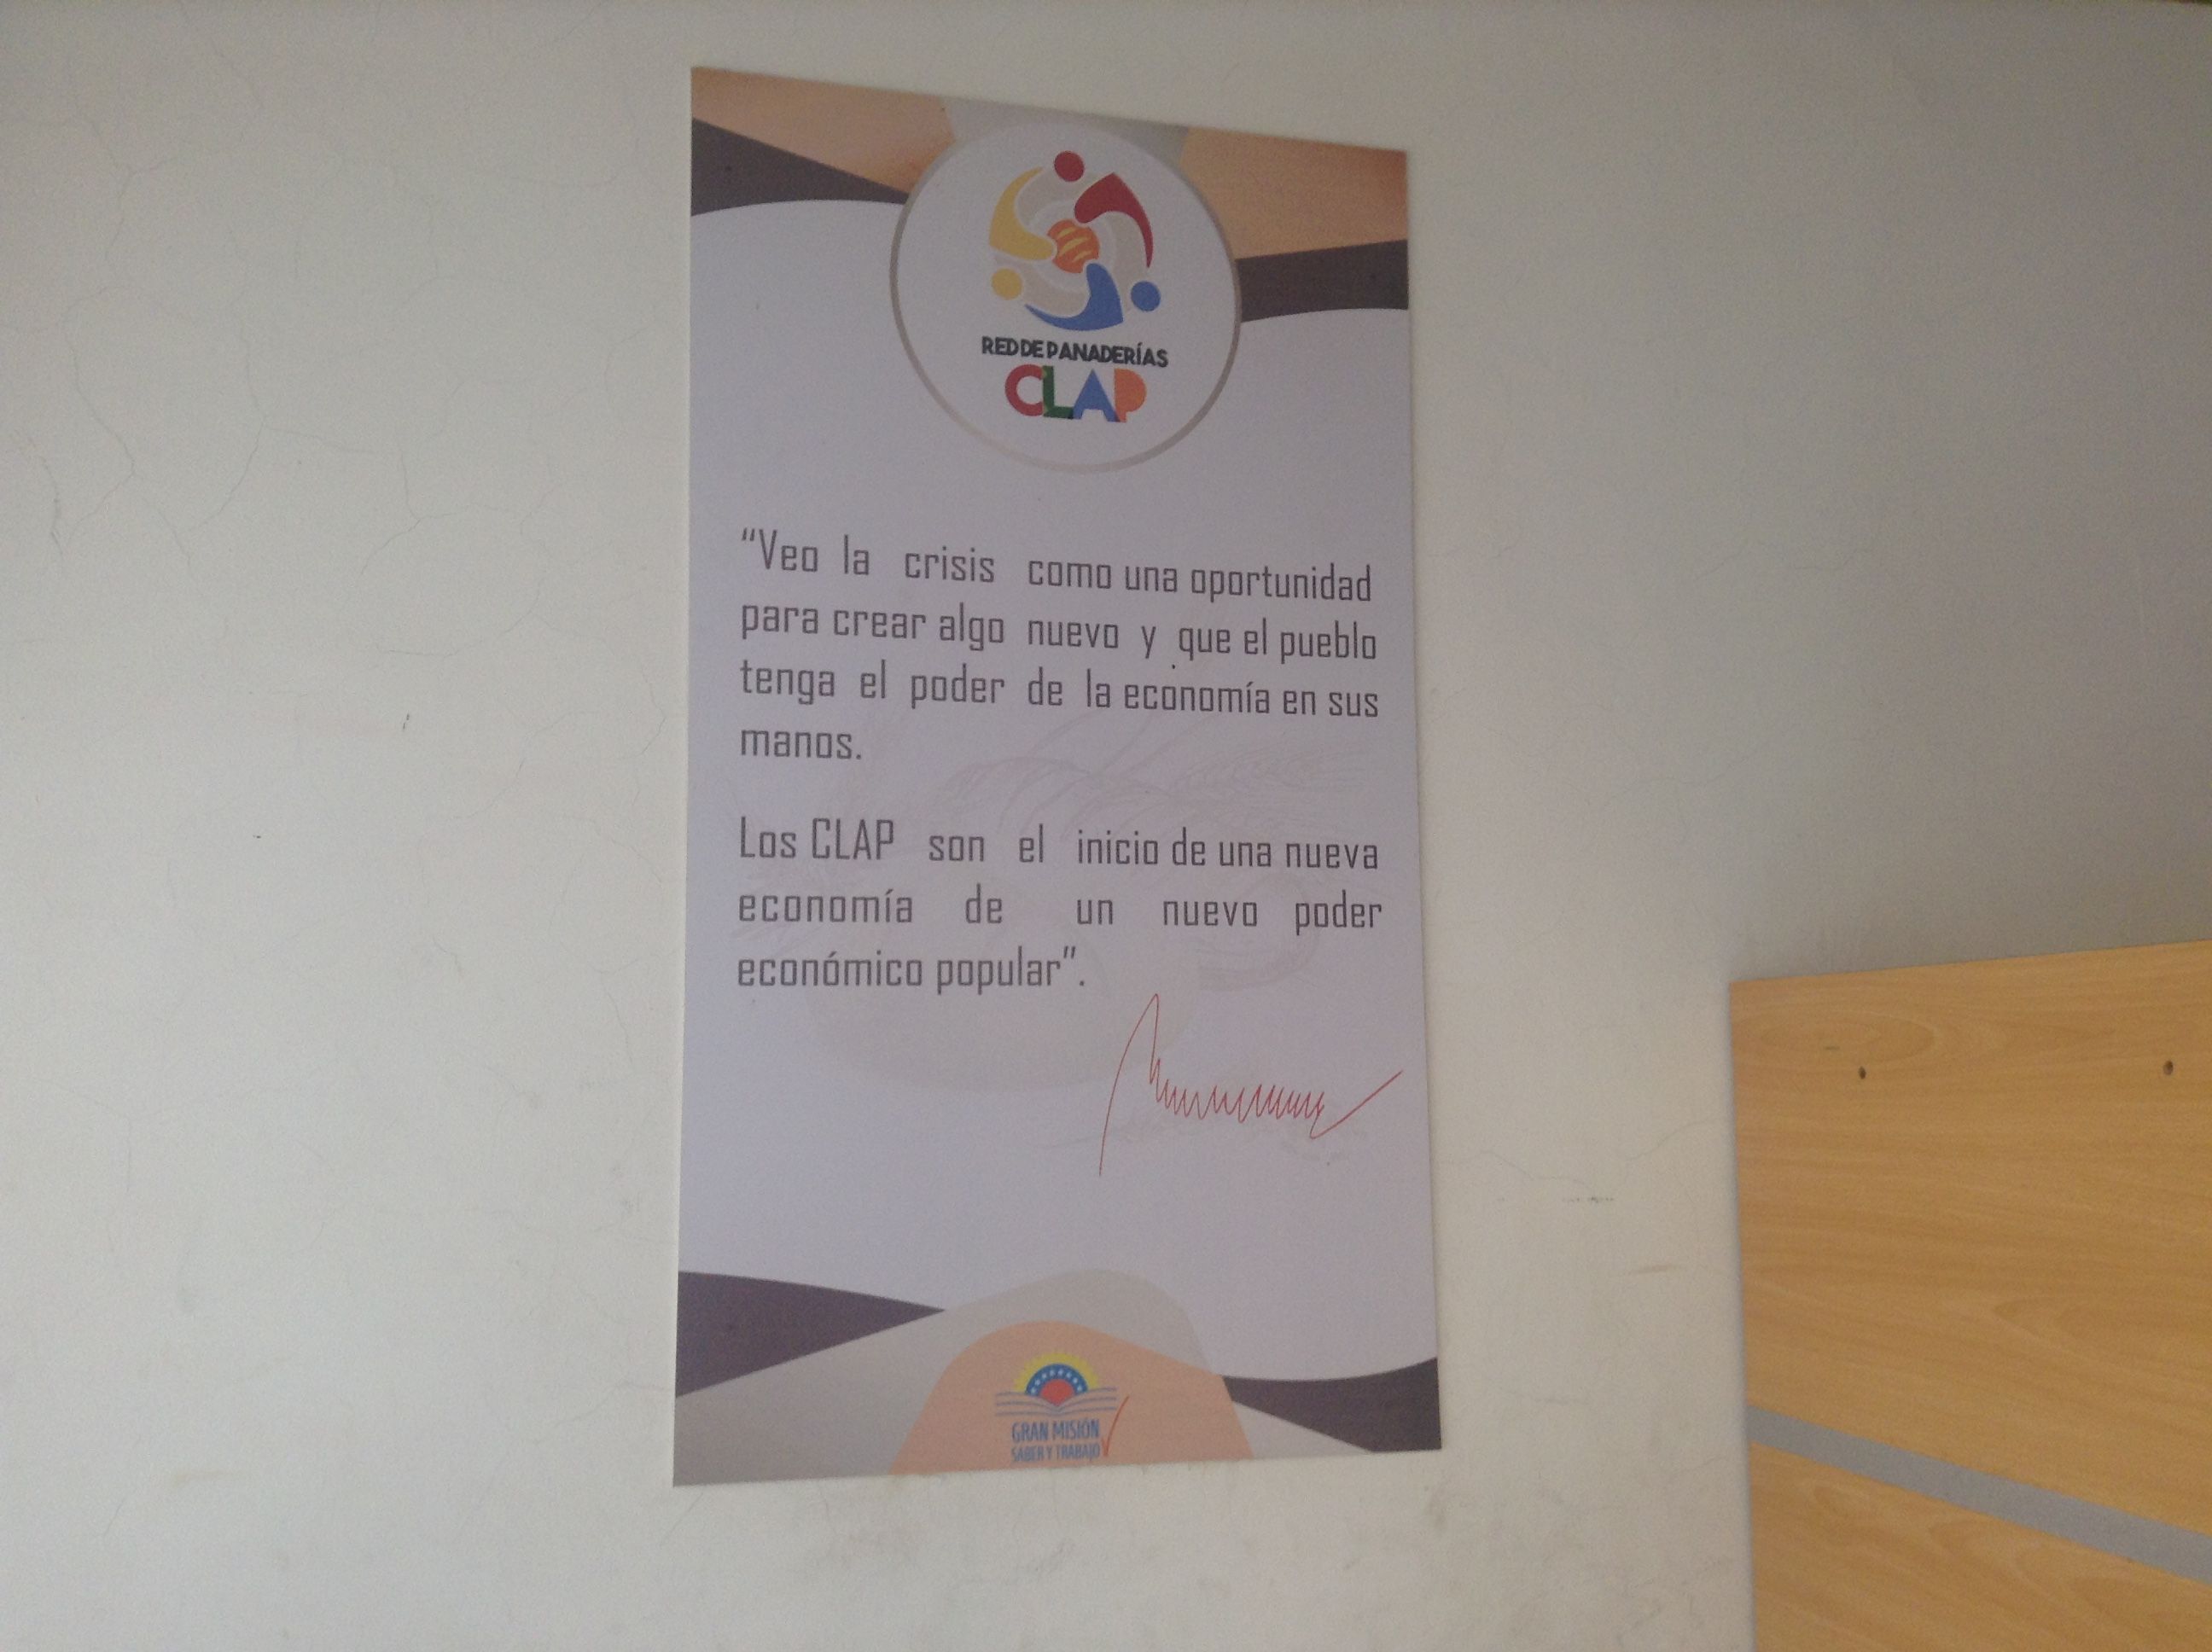 RED DE PANADERÍAS
CLAP
“Veo la crisis como una oportunidad
para crear algo nuevo y que el pueblo
tenga el poder de la economía en sus
manos.
Los CLAP son el inicio de una nueva
economía de un nuevo poder
económico popular”.
GRAN MISIÓN
SABER Y TRABAJO